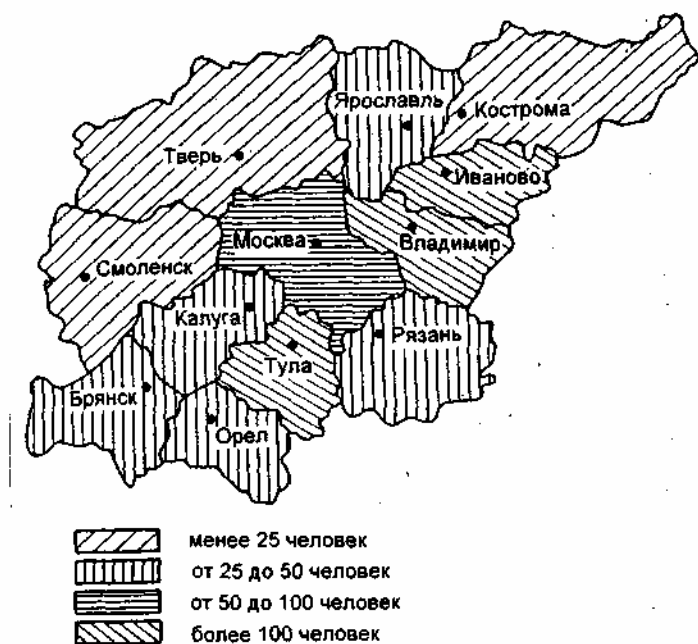 Ярославль
Кострома
Тверь
Иваново
Москва
Владимир
Смоленск
Калуга
Рязань
Тула
Брянск
Орел
менее 25 человек
от 25 до 50 человек
от 50 до 100 человек
более 100 человек